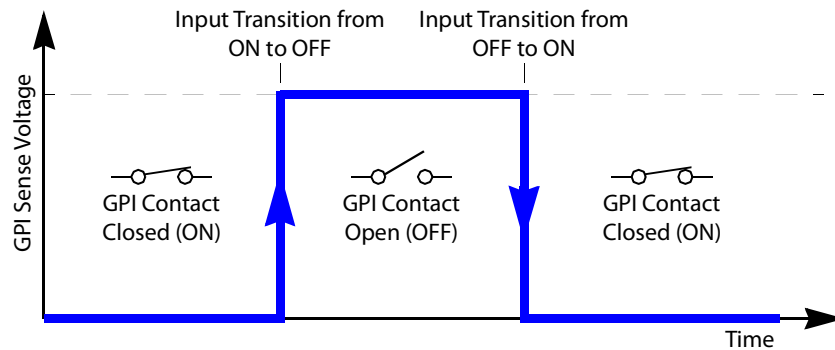 Input Transition from
ON to OFF
Input Transition from
OFF to ON
GPI Sense Voltage
GPI Contact
Closed (ON)
GPI Contact
Open (OFF)
GPI Contact
Closed (ON)
Time